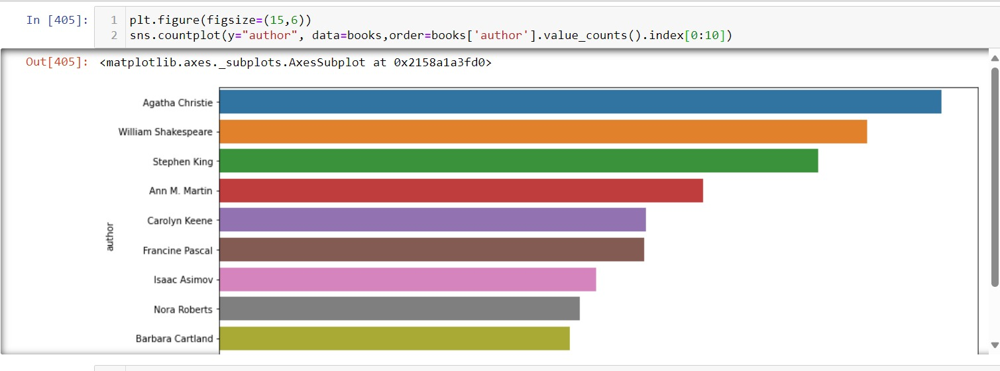 In [405]:
1 plt.figure(figsize=(15,6))
2 sns.countplot(y="author", data=books,order=books['author'].value_counts().index[0:10])
Out[405]: <matplotlib.axes._subplots.AxesSubplot at 0x2158a1a3fd0>
Agatha Christie
William Shakespeare
Stephen King
Ann M. Martin
Carolyn Keene
author
Francine Pascal
Isaac Asimov
Nora Roberts
Barbara Cartland